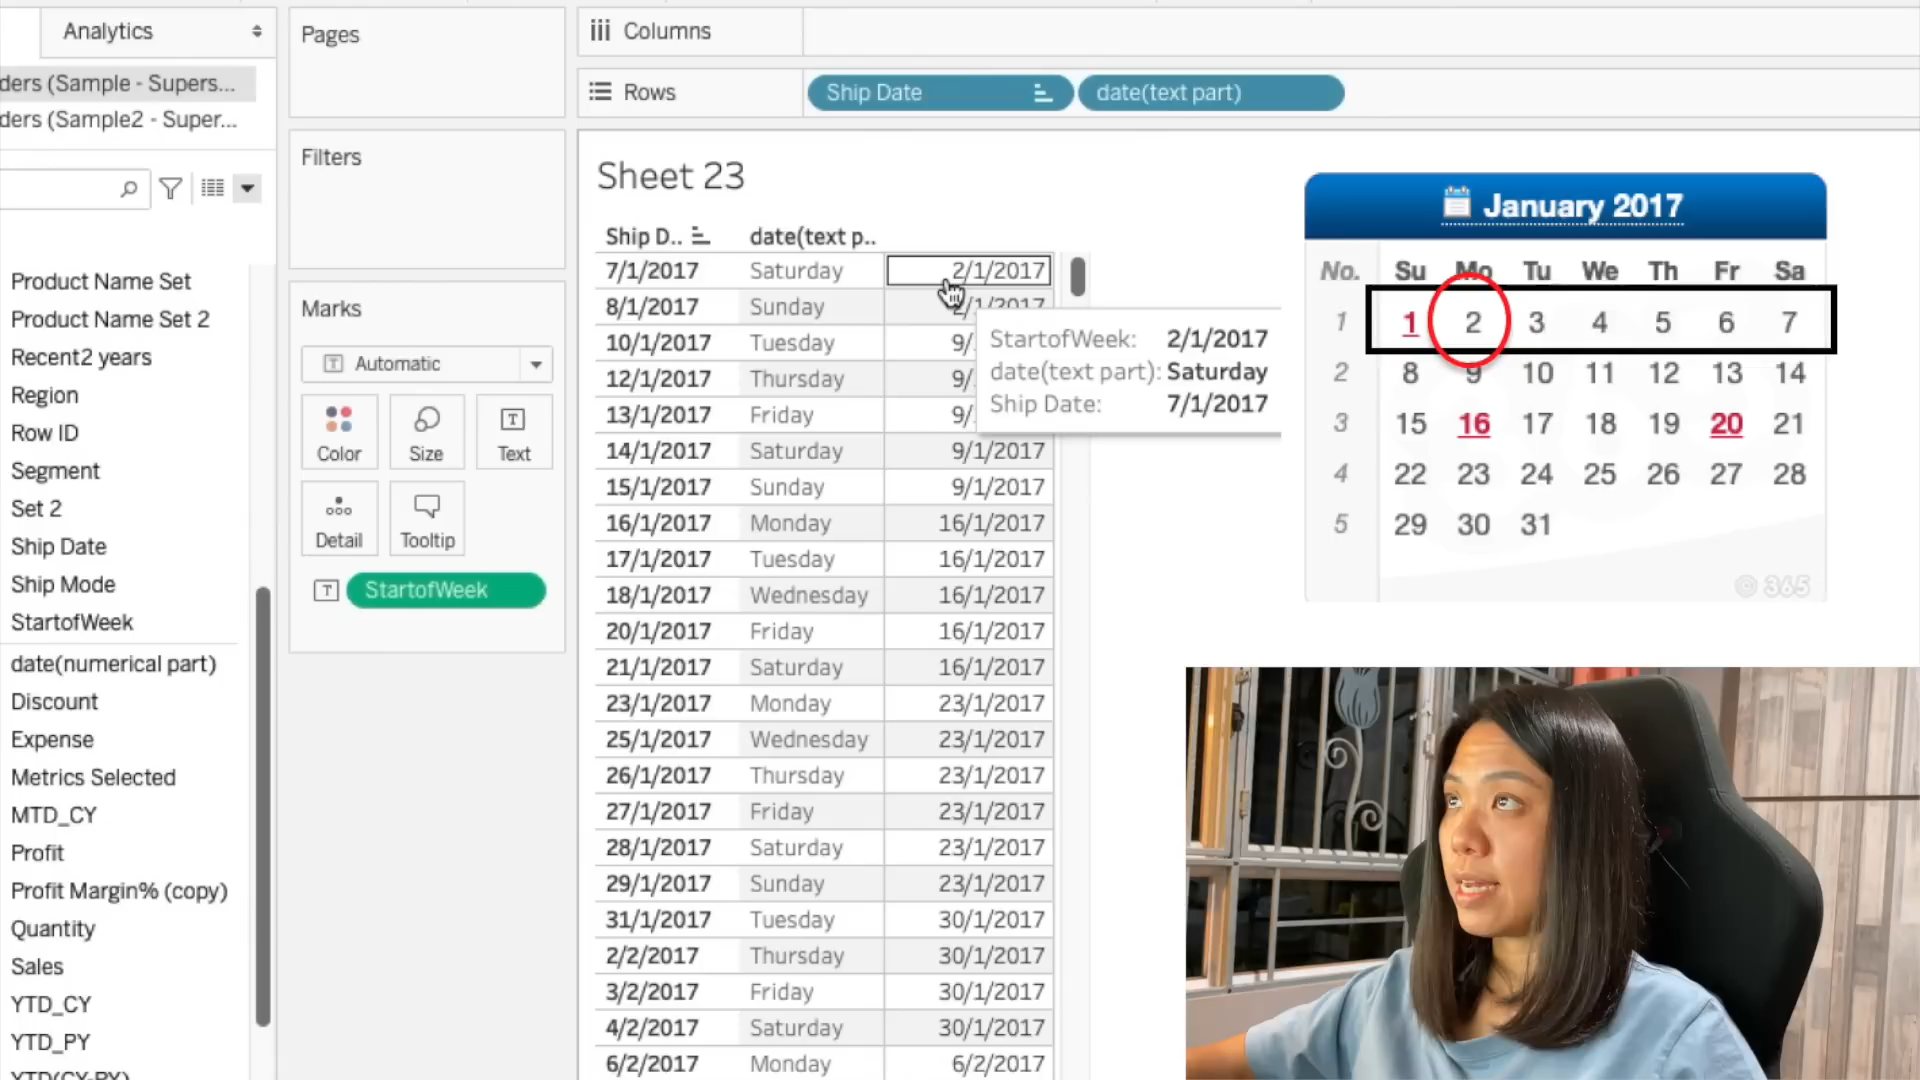 Analytics
ders (Sample - Supers...
ders (Sample2 - Super...
Product Name Set
Product Name Set 2
Recent2 years
Region
Row ID
Segment
Set 2
Ship Date
Ship Mode
StartofWeek
date(numerical part)
Discount
Expense
Metrics Selected
MTD_CY
Profit
Profit Margin% (copy)
Quantity
Sales
YTD_CY
YTD_PY
YTD(CY-PY)
Pages
Filters
Marks
Automatic
Color Size Text
Detail Tooltip
StartofWeek
Columns
Rows Ship Date date(text part)
Sheet 23
Ship D.. date(text p..
7/1/2017 Saturday 2/1/2017
8/1/2017 Sunday 2/1/2017
10/1/2017 Tuesday 9/
12/1/2017 Thursday 9/
13/1/2017 Friday 9/
14/1/2017 Saturday 9/1/2017
15/1/2017 Sunday 9/1/2017
16/1/2017 Monday 16/1/2017
17/1/2017 Tuesday 16/1/2017
18/1/2017 Wednesday 16/1/2017
20/1/2017 Friday 16/1/2017
21/1/2017 Saturday 16/1/2017
23/1/2017 Monday 23/1/2017
25/1/2017 Wednesday 23/1/2017
26/1/2017 Thursday 23/1/2017
27/1/2017 Friday 23/1/2017
28/1/2017 Saturday 23/1/2017
29/1/2017 Sunday 23/1/2017
31/1/2017 Tuesday 30/1/2017
2/2/2017 Thursday 30/1/2017
3/2/2017 Friday 30/1/2017
4/2/2017 Saturday 30/1/2017
6/2/2017 Monday 6/2/2017
StartofWeek: 2/1/2017
date(text part): Saturday
Ship Date: 7/1/2017
January 2017
No. Su Mo Tu We Th Fr Sa
1 1 2 3 4 5 6 7
2 8 9 10 11 12 13 14
3 15 16 17 18 19 20 21
4 22 23 24 25 26 27 28
5 29 30 31
365